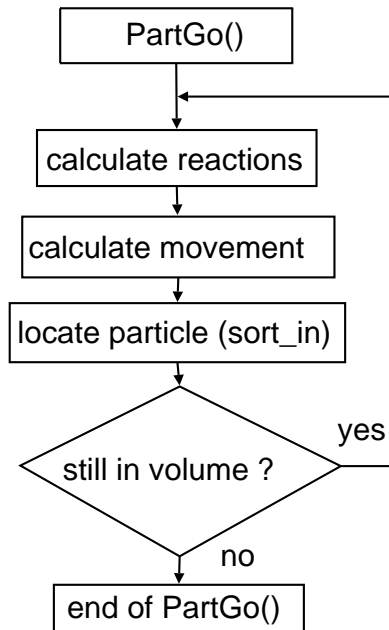 PartGo()
calculate reactions
calculate movement
locate particle (sort_in)
yes
still in volume ?
no
end of PartGo()